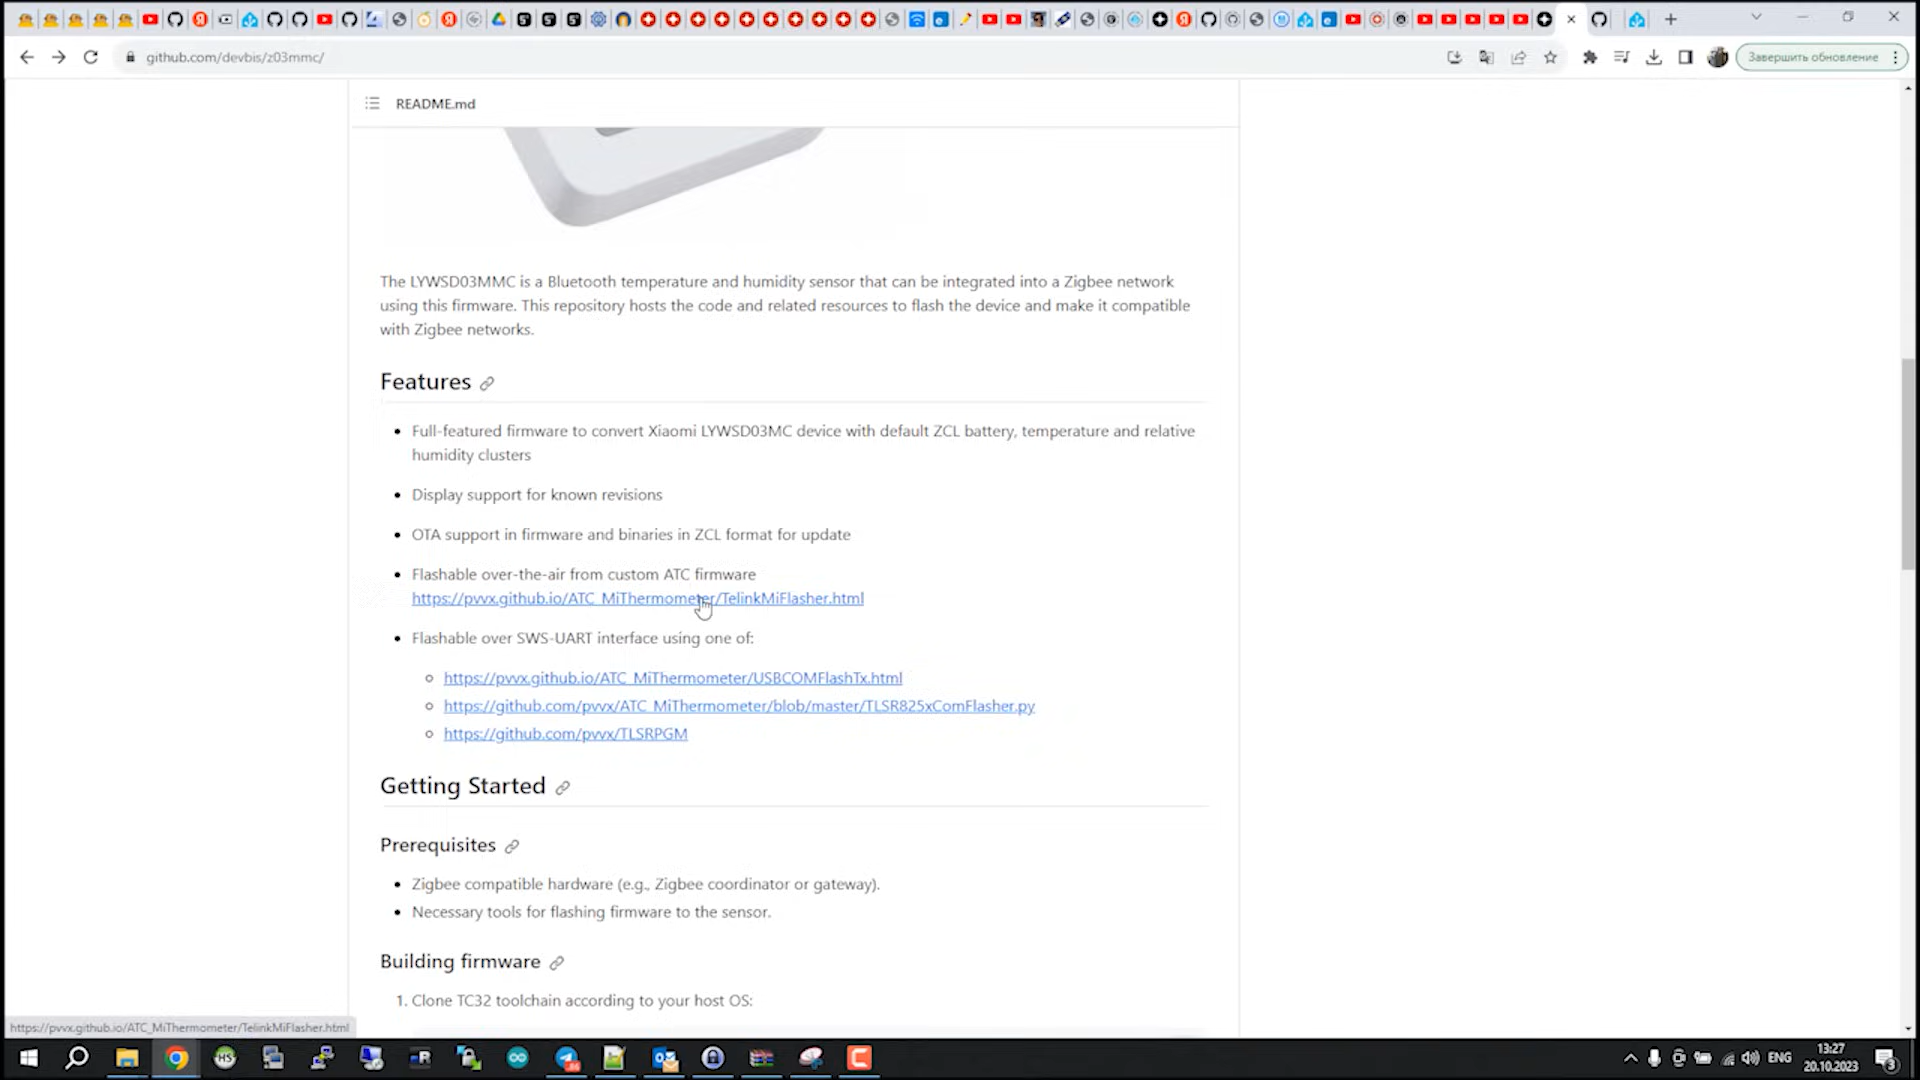 github.com/devbis/z03mmc/
Завершить обновление
README.md
The LYWSD03MMC is a Bluetooth temperature and humidity sensor that can be integrated into a Zigbee network
using this firmware. This repository hosts the code and related resources to flash the device and make it compatible
with Zigbee networks.
Features
Full-featured firmware to convert Xiaomi LYWSD03MC device with default ZCL battery, temperature and relative
humidity clusters
Display support for known revisions
OTA support in firmware and binaries in ZCL format for update
Flashable over-the-air from custom ATC firmware
https://pvvx.github.io/ATC_MiThermometer/TelinkMiFlasher.html
Flashable over SWS-UART interface using one of:
https://pvvx.github.io/ATC_MiThermometer/USBCOMFlashTx.html
https://github.com/pvvx/ATC_MiThermometer/blob/master/TLSR825xComFlasher.py
https://github.com/pvvx/TLSRPGM
Getting Started
Prerequisites
Zigbee compatible hardware (e.g., Zigbee coordinator or gateway).
Necessary tools for flashing firmware to the sensor.
Building firmware
1. Clone TC32 toolchain according to your host OS:
https://pvvx.github.io/ATC_MiThermometer/TelinkMiFlasher.html
ENG
13:27
20.10.2023
3